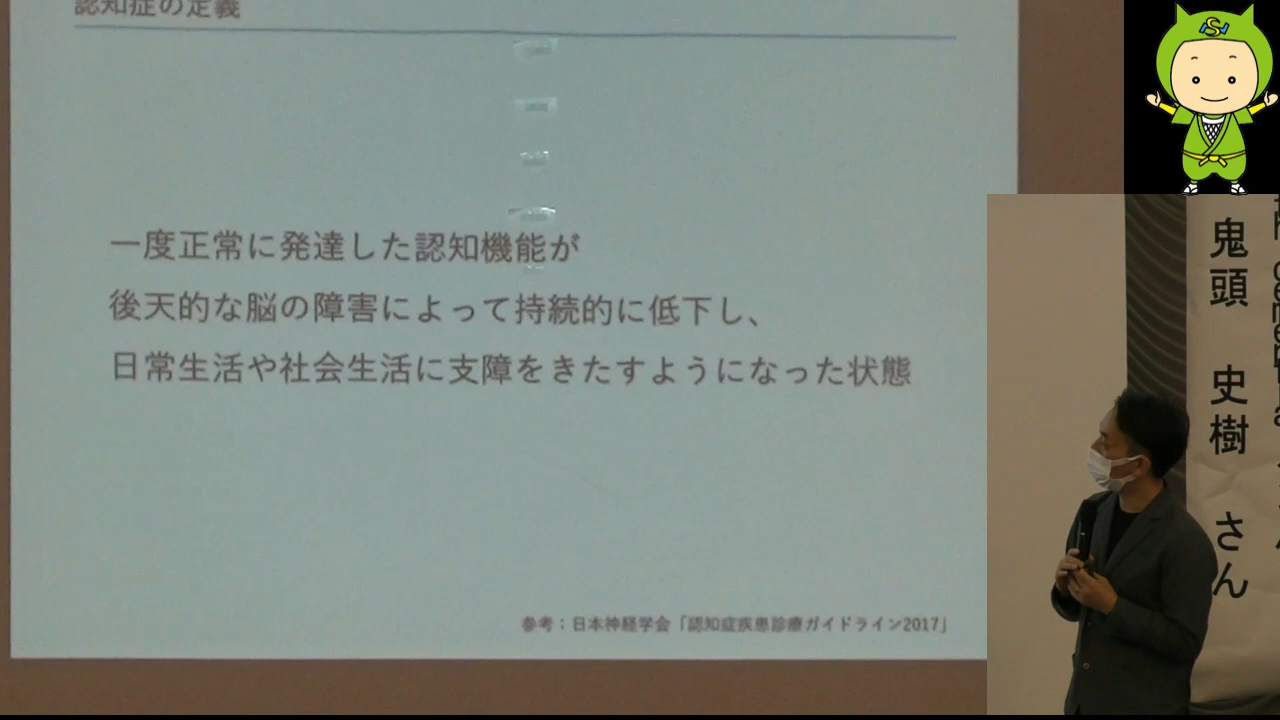 認知症の定義
一度正常に発達した認知機能が
後天的な脳の障害によって持続的に低下し、
日常生活や社会生活に支障をきたすようになった状態
参考：日本神経学会「認知症疾患診療ガイドライン2017」
S
鬼頭 史樹 さん